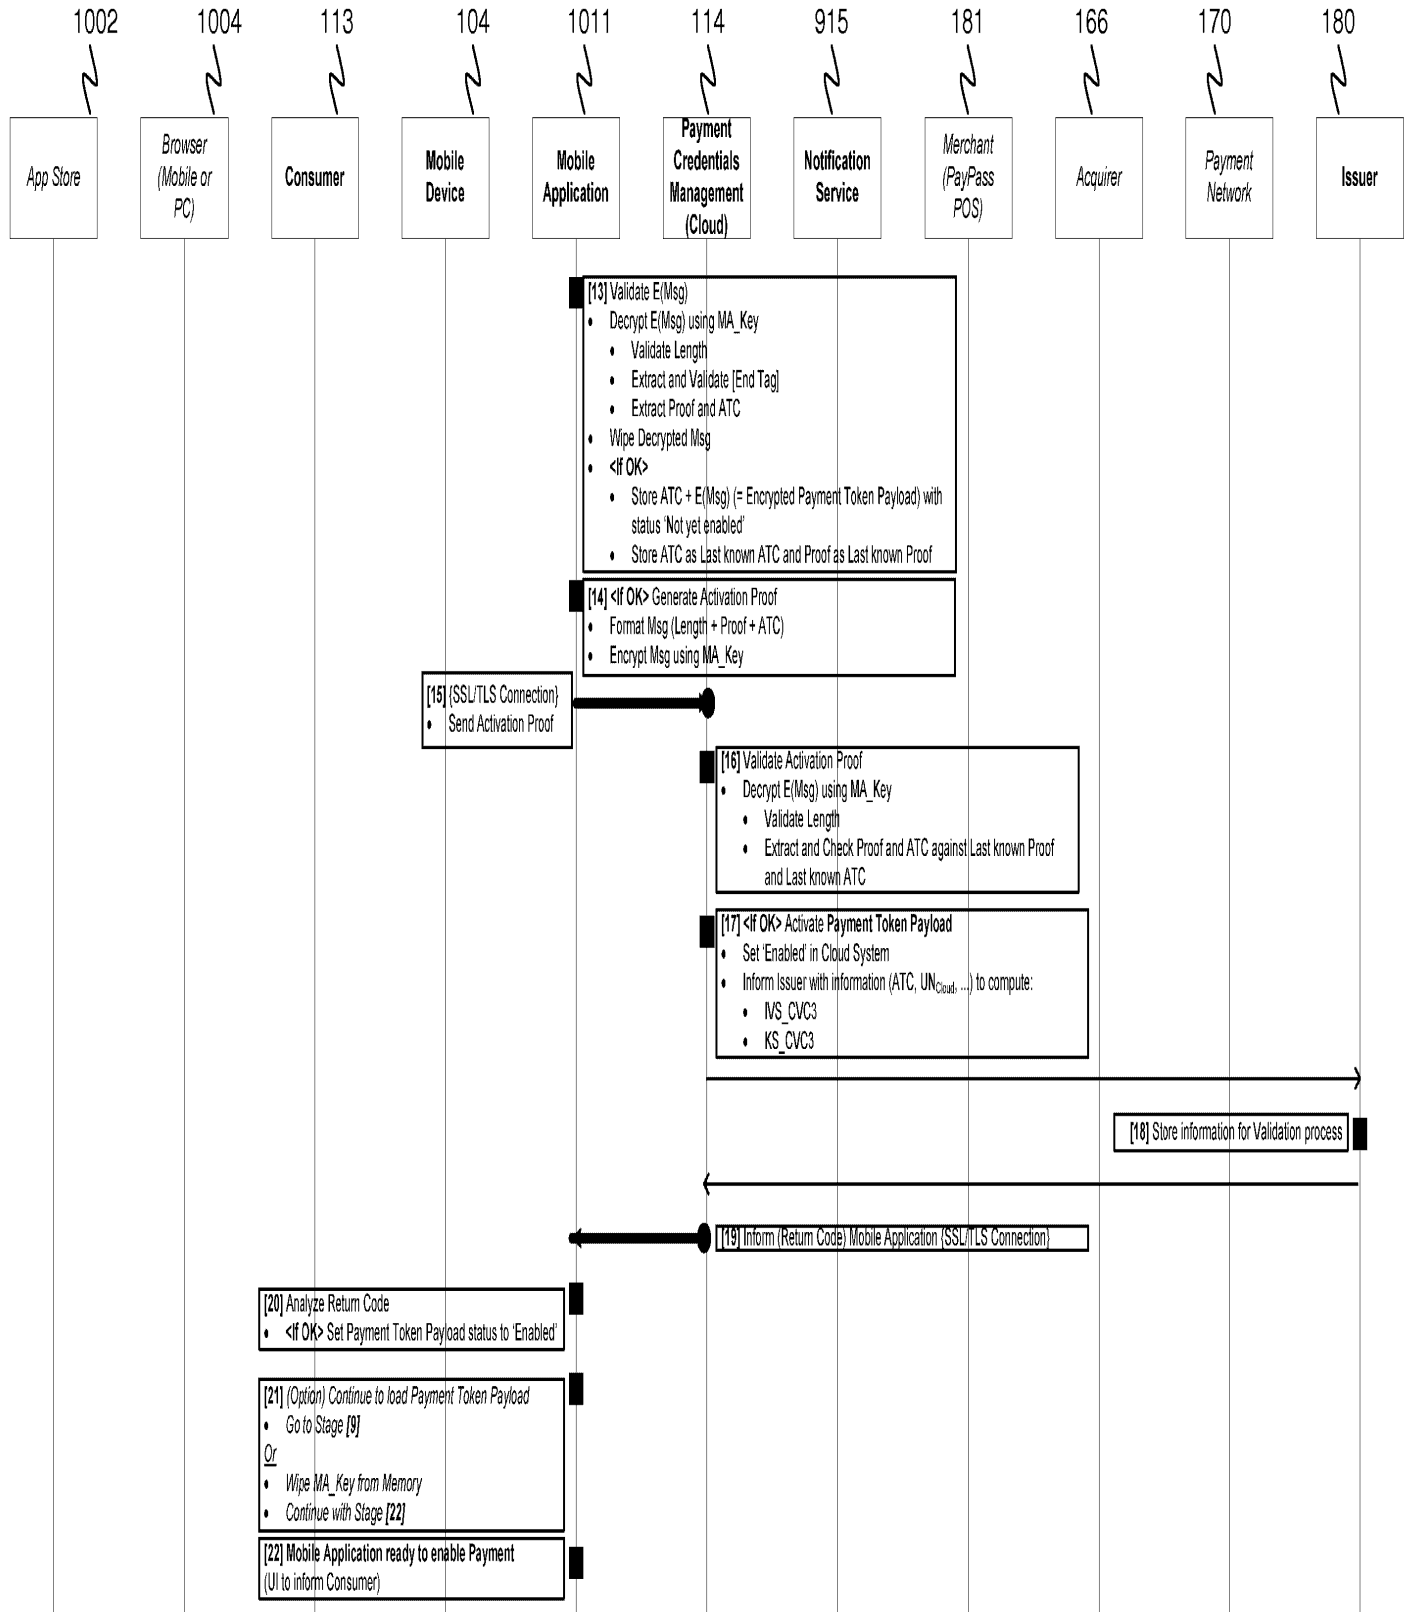 1002 1004 113 104 1011 114 915 181 166 170 180
App Store
Browser
(Mobile or
PC)
Consumer
Mobile
Device
Mobile
Application
Payment
Credentials
Management
(Cloud)
Notification
Service
Merchant
(PayPass
POS)
Acquirer
Payment
Network
Issuer
[13] Validate E(Msg)
• Decrypt E(Msg) using MA_Key
• Validate Length
• Extract and Validate [End Tag]
• Extract Proof and ATC
• Wipe Decrypted Msg
• <If OK>
• Store ATC + E(Msg) (= Encrypted Payment Token Payload) with
status ‘Not yet enabled’
• Store ATC as Last known ATC and Proof as Last known Proof
[14] <If OK> Generate Activation Proof
• Format Msg (Length + Proof + ATC)
• Encrypt Msg using MA_Key
[15] {SSL/TLS Connection}
• Send Activation Proof
[16] Validate Activation Proof
• Decrypt E(Msg) using MA_Key
• Validate Length
• Extract and Check Proof and ATC against Last known Proof
and Last known ATC
[17] <If OK> Activate Payment Token Payload
• Set ‘Enabled’ in Cloud System
• Inform Issuer with information (ATC, UNCloud, ...) to compute:
• IVS_CVC3
• KS_CVC3
[18] Store information for Validation process
[19] Inform (Return Code) Mobile Application {SSL/TLS Connection}
[20] Analyze Return Code
• <If OK> Set Payment Token Payload status to ‘Enabled’
[21] (Option) Continue to load Payment Token Payload
• Go to Stage [9]
Or
• Wipe MA_Key from Memory
• Continue with Stage [22]
[22] Mobile Application ready to enable Payment
(UI to inform Consumer)